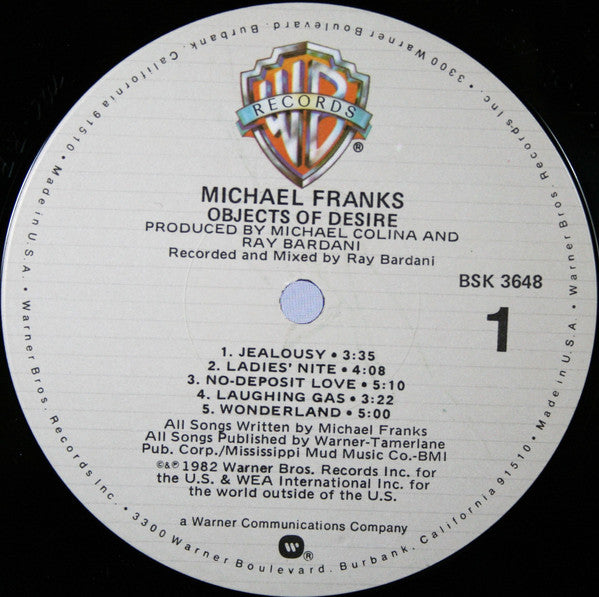 WB
RECORDS
®
MICHAEL FRANKS
OBJECTS OF DESIRE
PRODUCED BY MICHAEL COLINA AND
RAY BARDANI
Recorded and Mixed by Ray Bardani
BSK 3648
1
1. JEALOUSY • 3:35
2. LADIES' NITE • 4:08
3. NO-DEPOSIT LOVE • 5:10
4. LAUGHING GAS • 3:22
5. WONDERLAND • 5:00
All Songs Written by Michael Franks
All Songs Published by Warner-Tamerlane
Pub. Corp./Mississippi Mud Music Co.-BMI
©&℗ 1982 Warner Bros. Records Inc. for
the U.S. & WEA International Inc. for
the world outside of the U.S.
a Warner Communications Company
®
Warner Bros. Records Inc. • 3300 Warner Boulevard, Burbank, California 91510 • Made in U.S.A. • Warner Bros. Records Inc. • 3300 Warner Boulevard, Burbank, California 91510 • Made in U.S.A. •